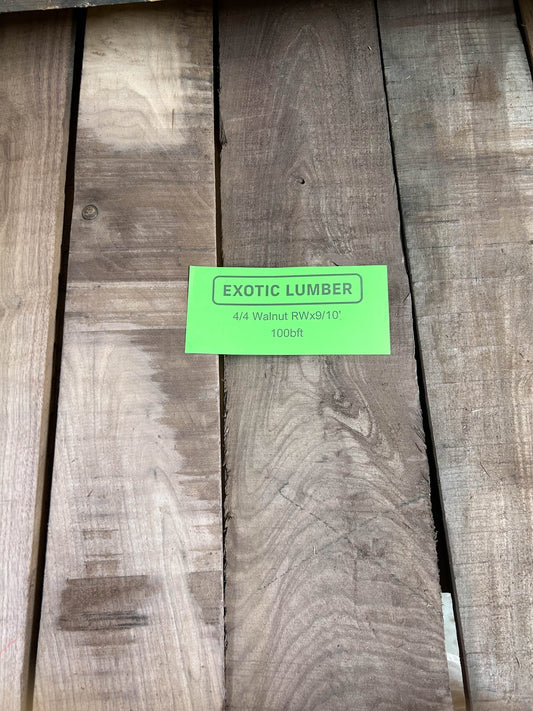 EXOTIC LUMBER
4/4 Walnut RWx9/10'
100bft